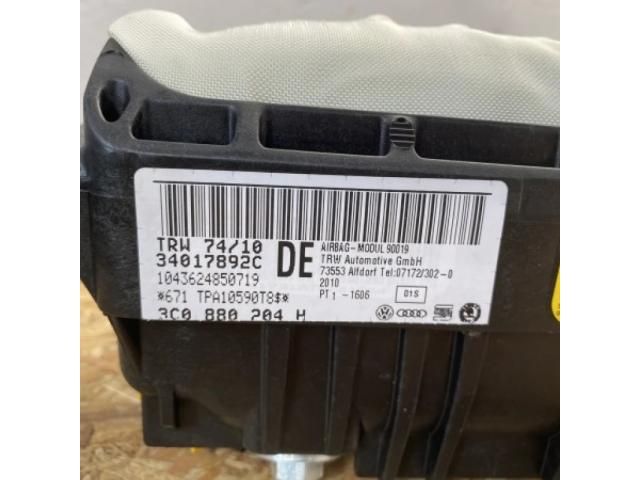 TRW 74/10
34017892C
1043624850719
*671 TPA10590T8$*
3C0 880 204 H
DE
AIRBAG-MODUL 90019
TRW Automotive GmbH
73553 Alfdorf Tel:07172/302-0
2010
PT1 -1606
01S